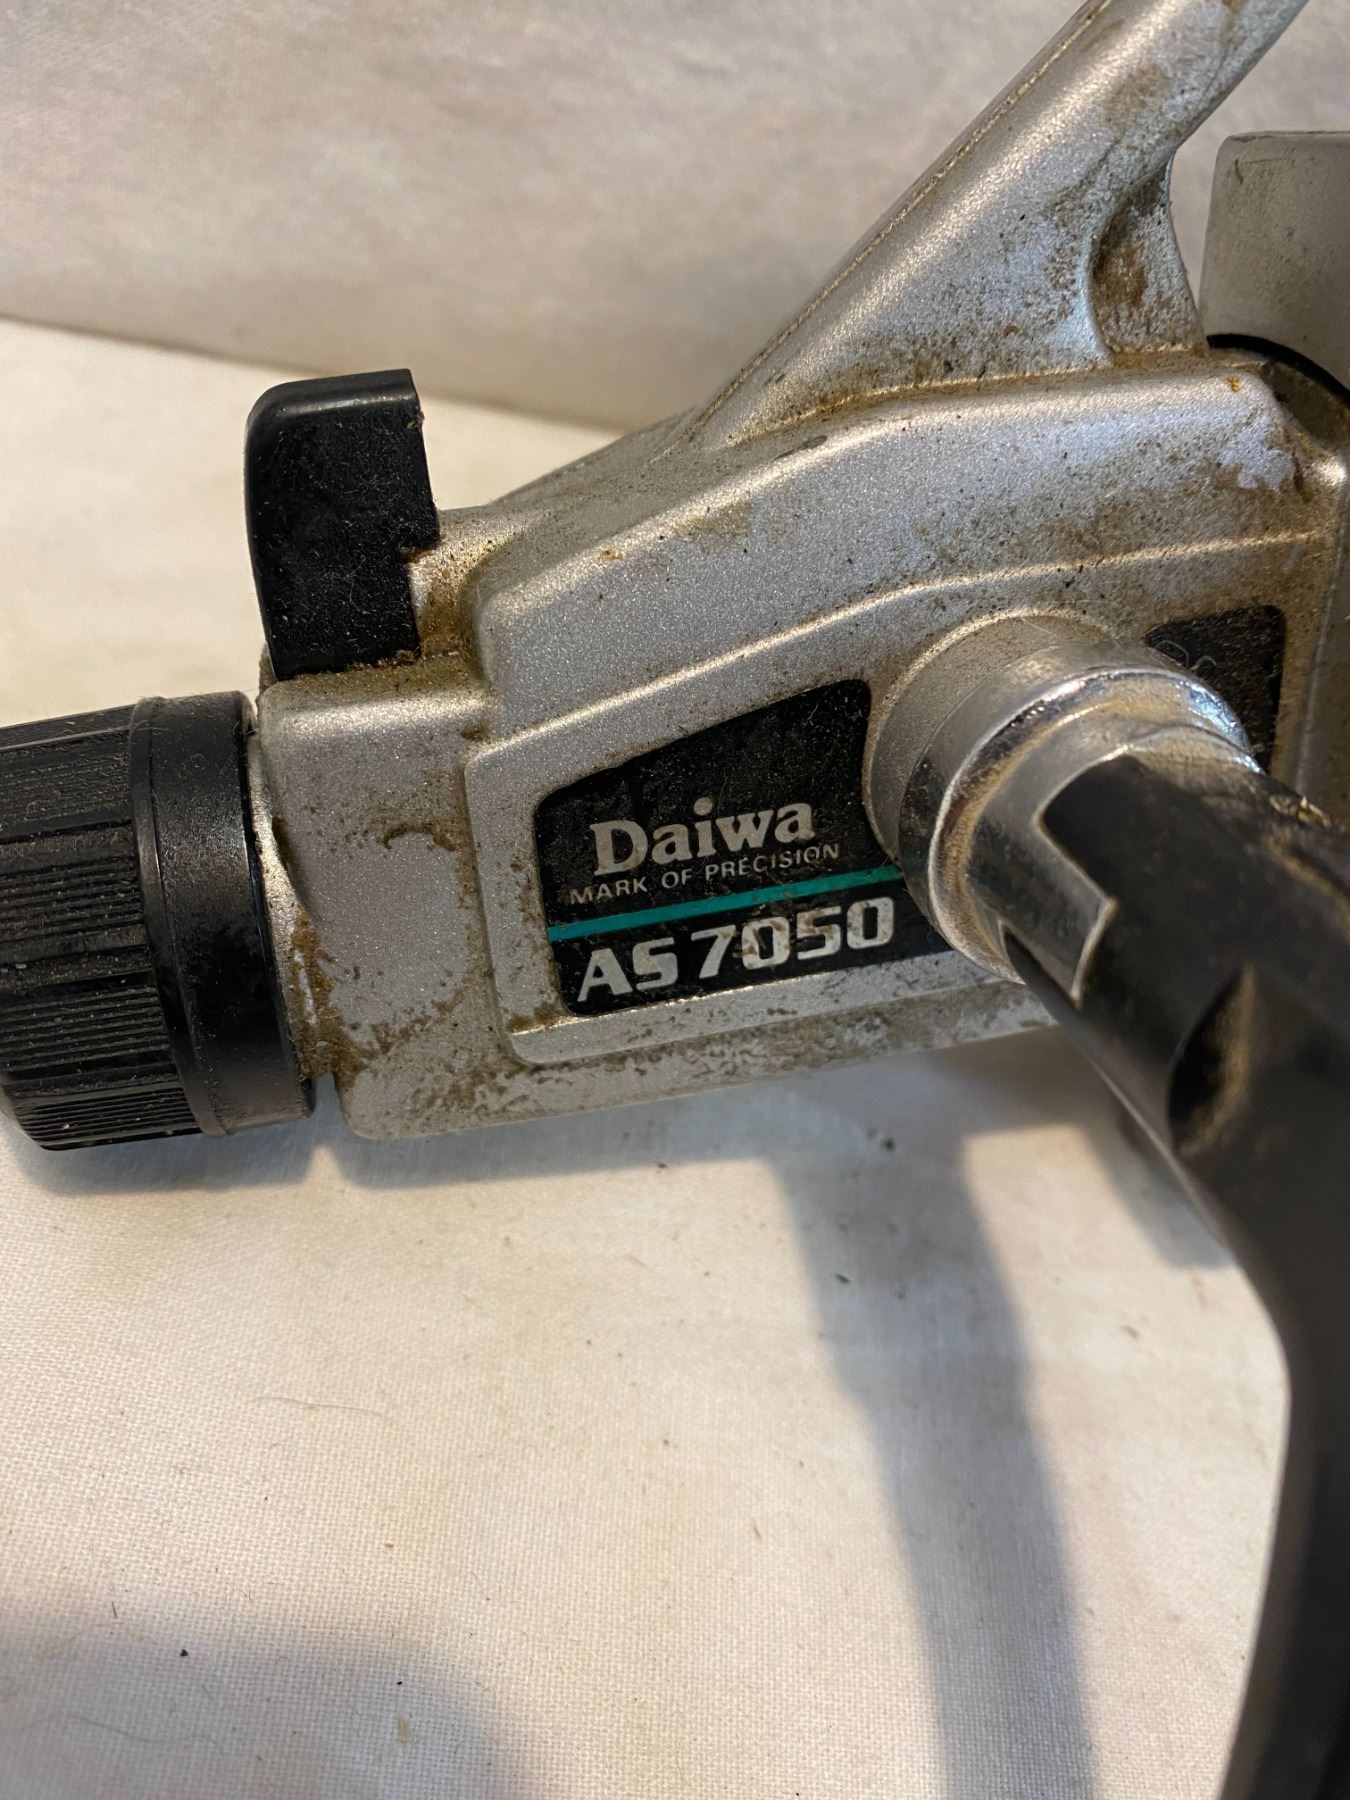 Daiwa
MARK OF PRECISION
AS7050